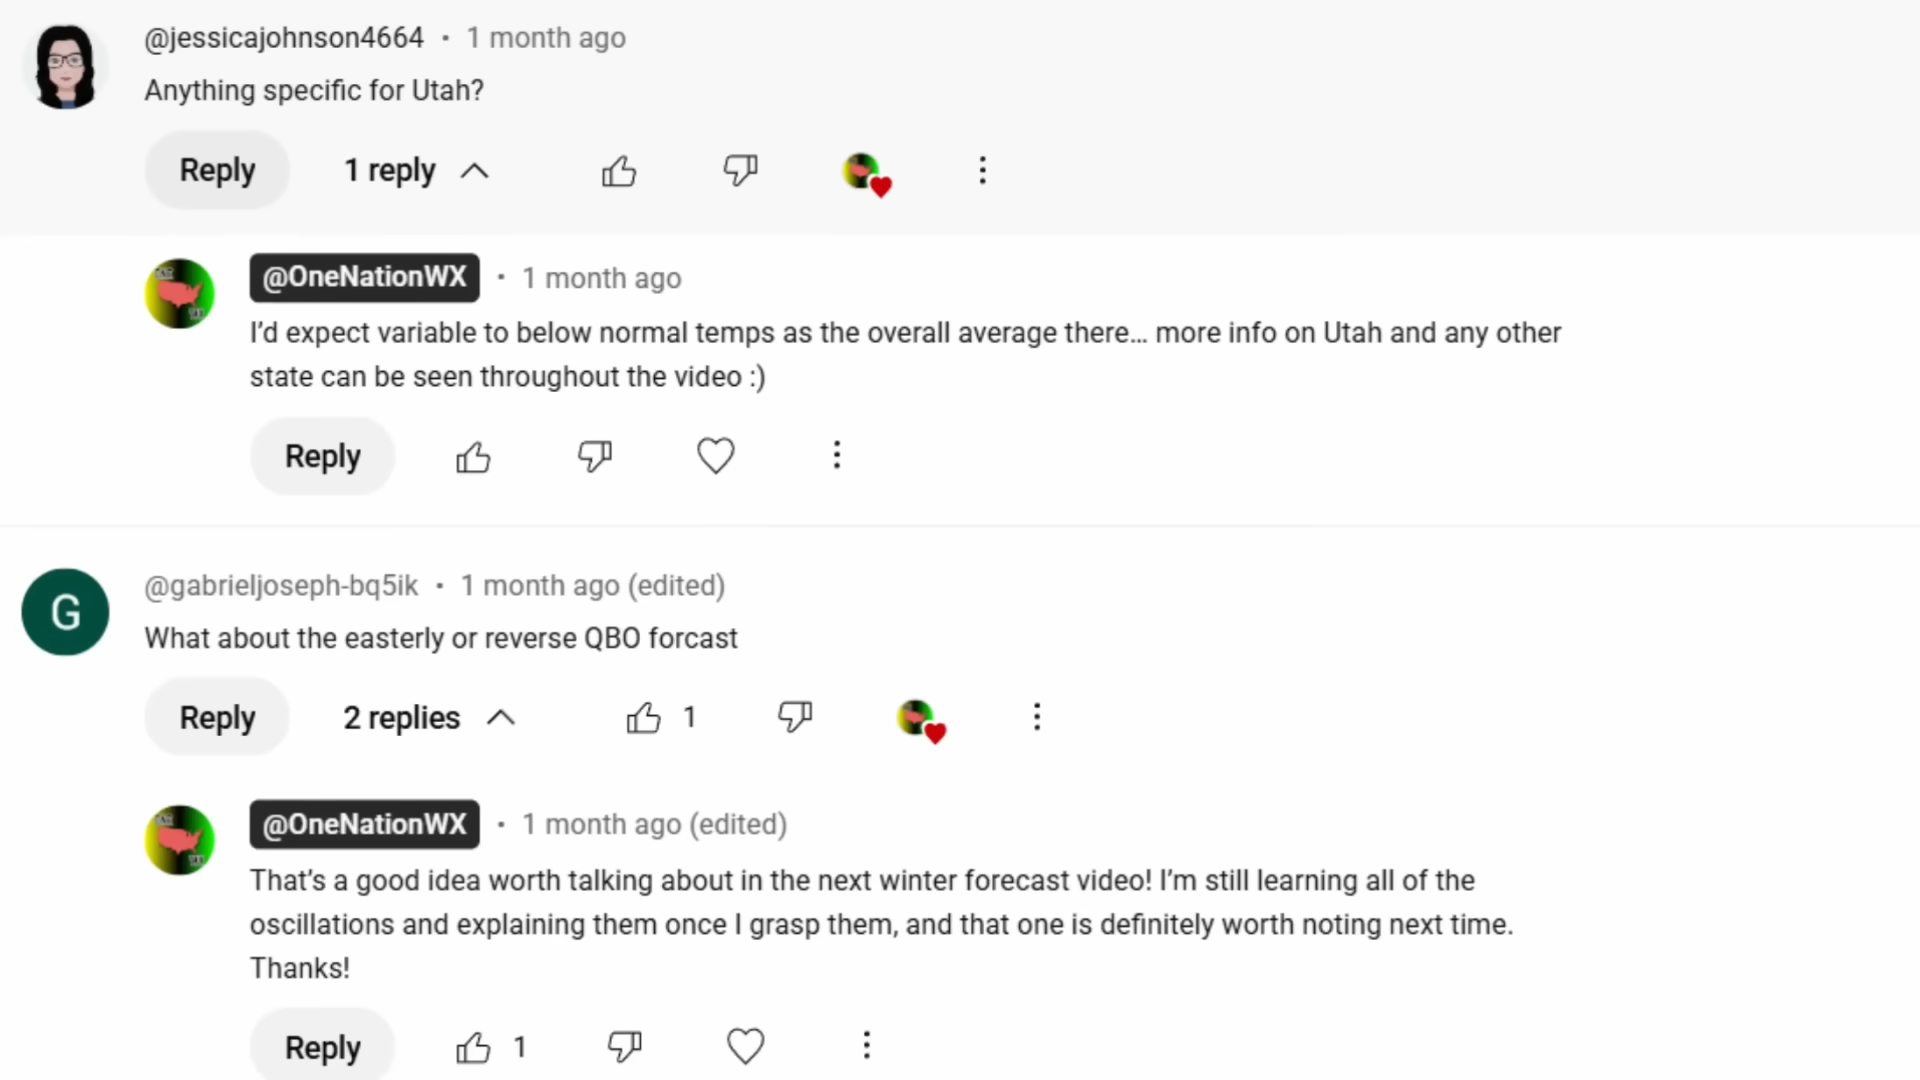 @jessicajohnson4664 • 1 month ago
Anything specific for Utah?
Reply 1 reply
@OneNationWX • 1 month ago
I’d expect variable to below normal temps as the overall average there... more info on Utah and any other
state can be seen throughout the video :)
Reply
G
@gabrieljoseph-bq5ik • 1 month ago (edited)
What about the easterly or reverse QBO forcast
Reply 2 replies 1
@OneNationWX • 1 month ago (edited)
That’s a good idea worth talking about in the next winter forecast video! I’m still learning all of the
oscillations and explaining them once I grasp them, and that one is definitely worth noting next time.
Thanks!
Reply 1